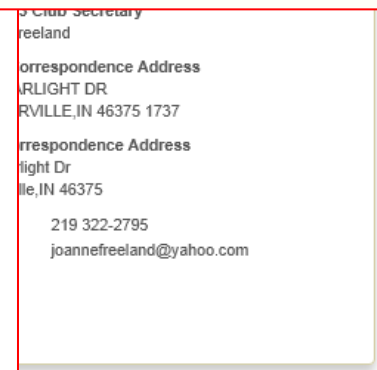 Club Secretary
reeland
orrespondence Address
RLIGHT DR
RVILLE,IN 46375 1737
rrespondence Address
light Dr
lle,IN 46375
219 322-2795
joannefreeland@yahoo.com